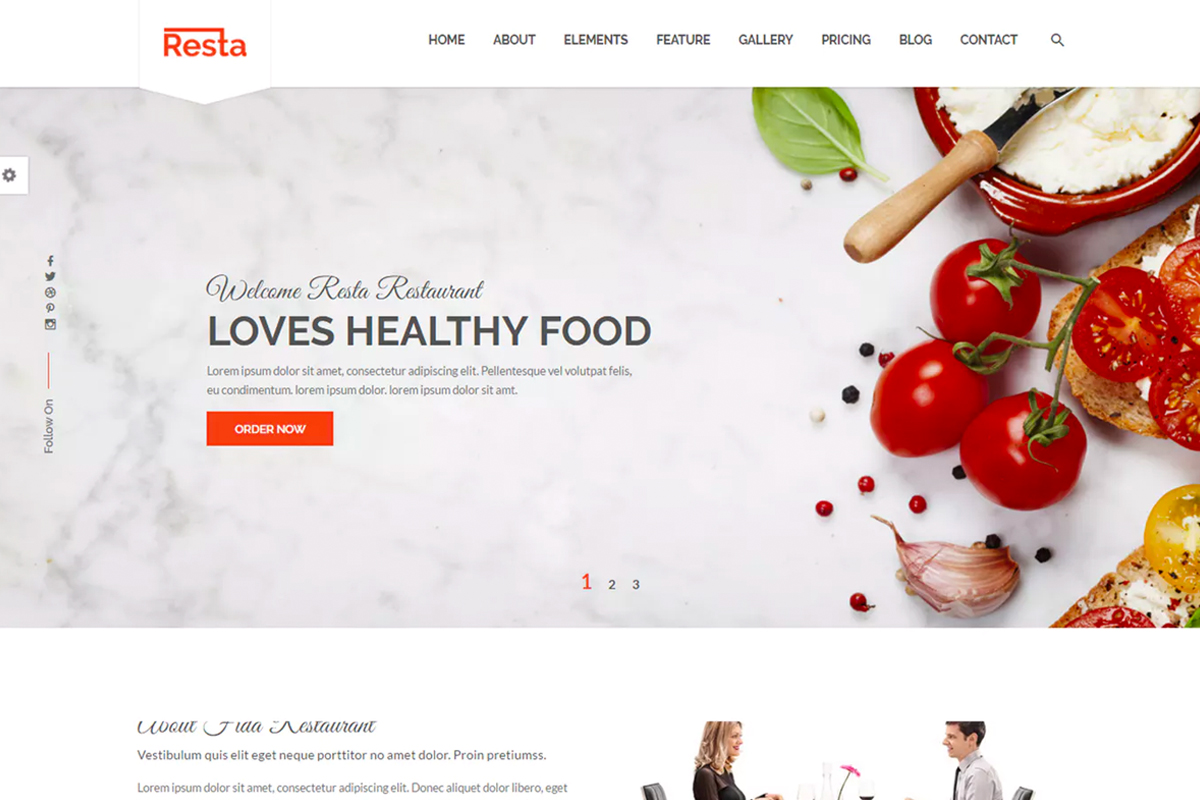 Resta
HOME ABOUT ELEMENTS FEATURE GALLERY PRICING BLOG CONTACT
Welcome Resta Restaurant
LOVES HEALTHY FOOD
Lorem ipsum dolor sit amet, consectetur adipiscing elit. Pellentesque vel volutpat felis,
eu condimentum. lorem ipsum dolor. lorem ipsum dolor sit amt.
ORDER NOW
Follow On
1 2 3
About Fida Restaurant
Vestibulum quis elit eget neque porttitor no amet dolor. Proin pretiumss.
Lorem ipsum dolor sit amet, consectetur adipiscing elit. Donec aliquet dolor libero, eget